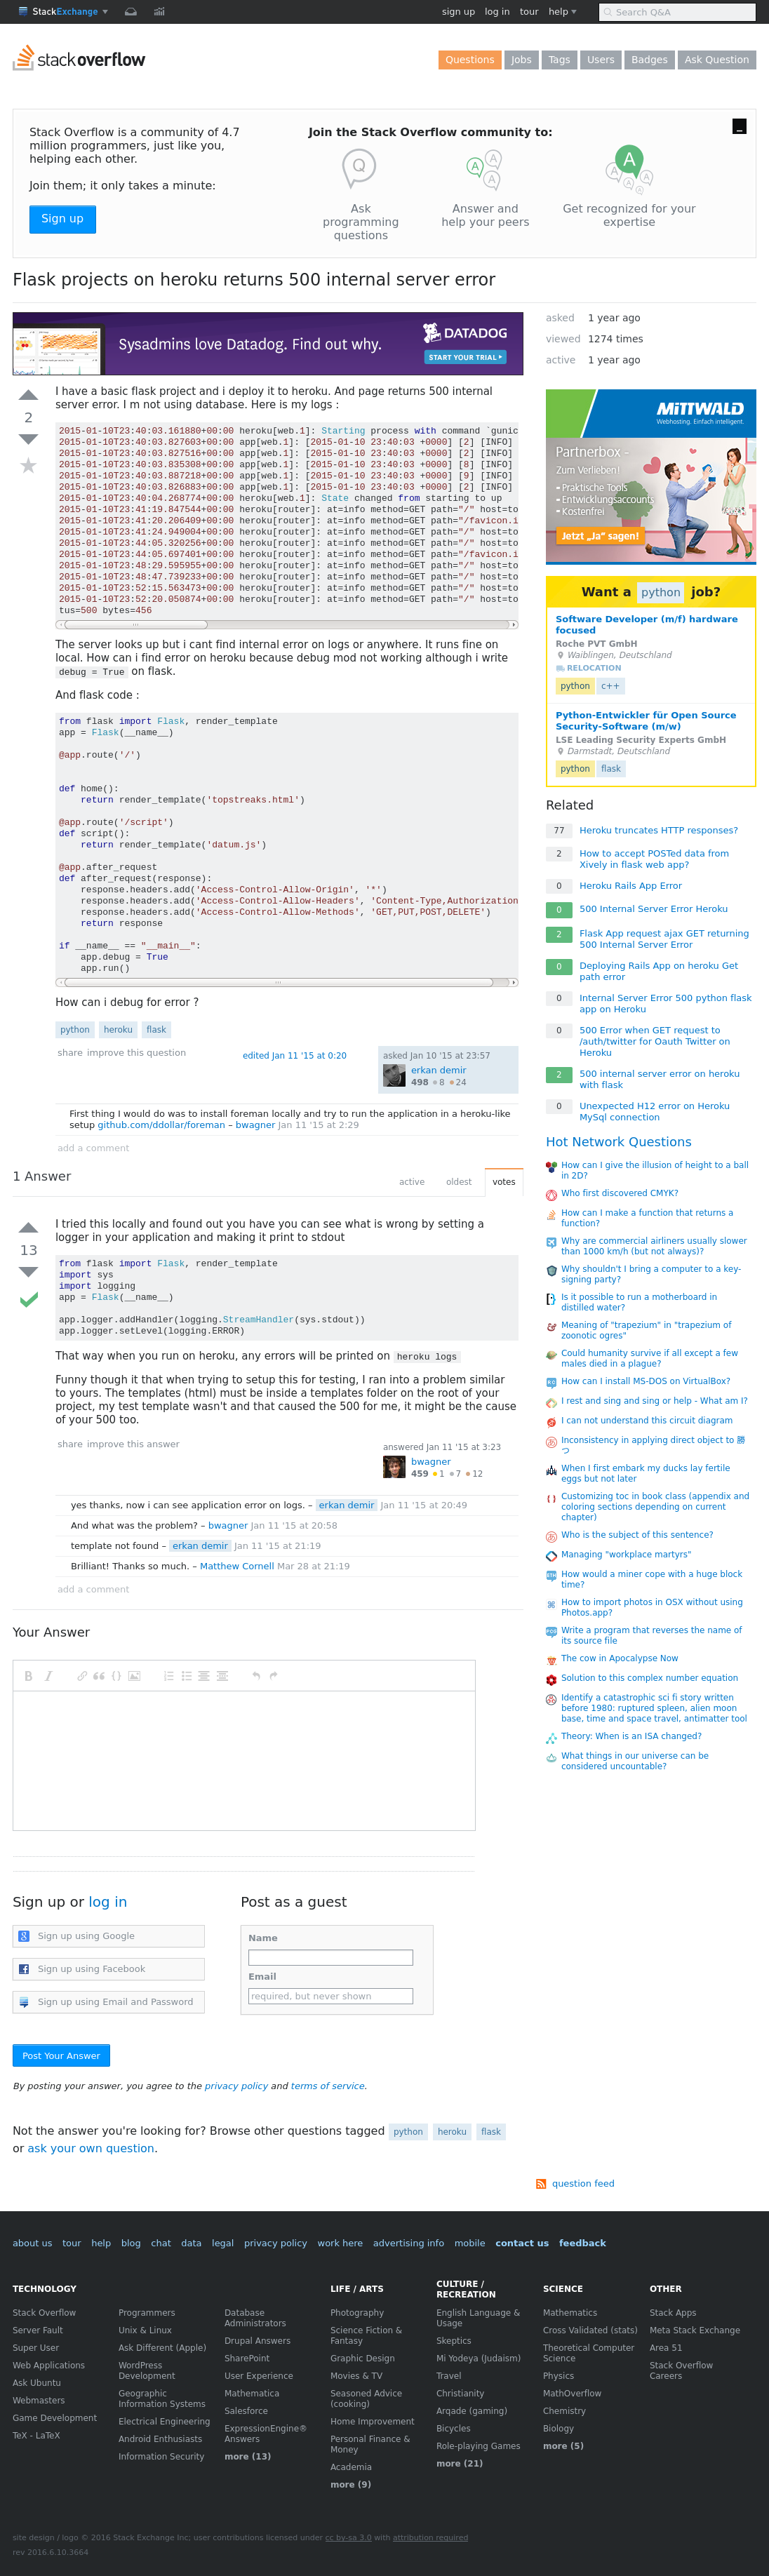 StackExchange
sign up log in tour help
Search Q&A
stackoverflow
Questions Jobs Tags Users Badges Ask Question
Stack Overflow is a community of 4.7
million programmers, just like you,
helping each other.
Join them; it only takes a minute:
Sign up
Join the Stack Overflow community to:
Q
Ask
programming
questions
A
A
A
Answer and
help your peers
A
A
A
A
A
Get recognized for your
expertise
Flask projects on heroku returns 500 internal server error
Sysadmins love Datadog. Find out why.
DATADOG
START YOUR TRIAL
2
I have a basic flask project and i deploy it to heroku. And page returns 500 internal
server error. I m not using database. Here is my logs :
2015-01-10T23:40:03.161880+00:00 heroku[web.1]: Starting process with command `gunic
2015-01-10T23:40:03.827603+00:00 app[web.1]: [2015-01-10 23:40:03 +0000] [2] [INFO]
2015-01-10T23:40:03.827516+00:00 app[web.1]: [2015-01-10 23:40:03 +0000] [2] [INFO]
2015-01-10T23:40:03.835308+00:00 app[web.1]: [2015-01-10 23:40:03 +0000] [8] [INFO]
2015-01-10T23:40:03.887218+00:00 app[web.1]: [2015-01-10 23:40:03 +0000] [9] [INFO]
2015-01-10T23:40:03.826883+00:00 app[web.1]: [2015-01-10 23:40:03 +0000] [2] [INFO]
2015-01-10T23:40:04.268774+00:00 heroku[web.1]: State changed from starting to up
2015-01-10T23:41:19.847544+00:00 heroku[router]: at=info method=GET path="/" host=to
2015-01-10T23:41:20.206409+00:00 heroku[router]: at=info method=GET path="/favicon.i
2015-01-10T23:41:24.949004+00:00 heroku[router]: at=info method=GET path="/" host=to
2015-01-10T23:44:05.320256+00:00 heroku[router]: at=info method=GET path="/" host=to
2015-01-10T23:44:05.697401+00:00 heroku[router]: at=info method=GET path="/favicon.i
2015-01-10T23:48:29.595955+00:00 heroku[router]: at=info method=GET path="/" host=to
2015-01-10T23:48:47.739233+00:00 heroku[router]: at=info method=GET path="/" host=to
2015-01-10T23:52:15.563473+00:00 heroku[router]: at=info method=GET path="/" host=to
2015-01-10T23:52:20.050874+00:00 heroku[router]: at=info method=GET path="/" host=to
tus=500 bytes=456
The server looks up but i cant find internal error on logs or anywhere. It runs fine on
local. How can i find error on heroku because debug mod not working although i write
debug = True on flask.
And flask code :
from flask import Flask, render_template
app = Flask(__name__)
@app.route('/')
def home():
return render_template('topstreaks.html')
@app.route('/script')
def script():
return render_template('datum.js')
@app.after_request
def after_request(response):
response.headers.add('Access-Control-Allow-Origin', '*')
response.headers.add('Access-Control-Allow-Headers', 'Content-Type,Authorization
response.headers.add('Access-Control-Allow-Methods', 'GET,PUT,POST,DELETE')
return response
if __name__ == "__main__":
app.debug = True
app.run()
How can i debug for error ?
python heroku flask
share improve this question
edited Jan 11 '15 at 0:20
asked Jan 10 '15 at 23:57
erkan demir
498 8 24
First thing I would do was to install foreman locally and try to run the application in a heroku-like
setup github.com/ddollar/foreman – bwagner Jan 11 '15 at 2:29
add a comment
1 Answer
active oldest votes
13
I tried this locally and found out you have you can see what is wrong by setting a
logger in your application and making it print to stdout
from flask import Flask, render_template
import sys
import logging
app = Flask(__name__)
app.logger.addHandler(logging.StreamHandler(sys.stdout))
app.logger.setLevel(logging.ERROR)
That way when you run on heroku, any errors will be printed on heroku logs
Funny though it that when trying to setup this for testing, I ran into a problem similar
to yours. The templates (html) must be inside a templates folder on the root of your
project, my test template wasn't and that caused the 500 for me, it might be the cause
of your 500 too.
share improve this answer
answered Jan 11 '15 at 3:23
bwagner
459 1 7 12
yes thanks, now i can see application error on logs. – erkan demir Jan 11 '15 at 20:49
And what was the problem? – bwagner Jan 11 '15 at 20:58
template not found – erkan demir Jan 11 '15 at 21:19
Brilliant! Thanks so much. – Matthew Cornell Mar 28 at 21:19
add a comment
Your Answer
Sign up or log in
Sign up using Google
Sign up using Facebook
Sign up using Email and Password
Post as a guest
Name
Email
required, but never shown
Post Your Answer
By posting your answer, you agree to the privacy policy and terms of service.
Not the answer you're looking for? Browse other questions tagged python heroku flask
or ask your own question.
asked 1 year ago
viewed 1274 times
active 1 year ago
MITTWALD
Webhosting. Einfach intelligent.
Partnerbox -
Zum Verlieben!
Praktische Tools
Entwicklungsaccounts
Kostenfrei
Jetzt „Ja“ sagen!
Want a python job?
Software Developer (m/f) hardware
focused
Roche PVT GmbH
Waiblingen, Deutschland
RELOCATION
python c++
Python-Entwickler für Open Source
Security-Software (m/w)
LSE Leading Security Experts GmbH
Darmstadt, Deutschland
python flask
Related
77 Heroku truncates HTTP responses?
2 How to accept POSTed data from
Xively in flask web app?
0 Heroku Rails App Error
0 500 Internal Server Error Heroku
2 Flask App request ajax GET returning
500 Internal Server Error
0 Deploying Rails App on heroku Get
path error
0 Internal Server Error 500 python flask
app on Heroku
0 500 Error when GET request to
/auth/twitter for Oauth Twitter on
Heroku
2 500 internal server error on heroku
with flask
0 Unexpected H12 error on Heroku
MySql connection
Hot Network Questions
How can I give the illusion of height to a ball
in 2D?
Who first discovered CMYK?
How can I make a function that returns a
function?
Why are commercial airliners usually slower
than 1000 km/h (but not always)?
Why shouldn't I bring a computer to a key-
signing party?
Is it possible to run a motherboard in
distilled water?
Meaning of "trapezium" in "trapezium of
zoonotic ogres"
Could humanity survive if all except a few
males died in a plague?
How can I install MS-DOS on VirtualBox?
I rest and sing and sing or help - What am I?
I can not understand this circuit diagram
Inconsistency in applying direct object to 勝
つ
When I first embark my ducks lay fertile
eggs but not later
Customizing toc in book class (appendix and
coloring sections depending on current
chapter)
Who is the subject of this sentence?
Managing "workplace martyrs"
How would a miner cope with a huge block
time?
How to import photos in OSX without using
Photos.app?
Write a program that reverses the name of
its source file
The cow in Apocalypse Now
Solution to this complex number equation
Identify a catastrophic sci fi story written
before 1980: ruptured spleen, alien moon
base, time and space travel, antimatter tool
Theory: When is an ISA changed?
What things in our universe can be
considered uncountable?
question feed
about us tour help blog chat data legal privacy policy work here advertising info mobile contact us feedback
TECHNOLOGY
Stack Overflow
Server Fault
Super User
Web Applications
Ask Ubuntu
Webmasters
Game Development
TeX - LaTeX
Programmers
Unix & Linux
Ask Different (Apple)
WordPress
Development
Geographic
Information Systems
Electrical Engineering
Android Enthusiasts
Information Security
Database
Administrators
Drupal Answers
SharePoint
User Experience
Mathematica
Salesforce
ExpressionEngine®
Answers
more (13)
LIFE / ARTS
Photography
Science Fiction &
Fantasy
Graphic Design
Movies & TV
Seasoned Advice
(cooking)
Home Improvement
Personal Finance &
Money
Academia
more (9)
CULTURE /
RECREATION
English Language &
Usage
Skeptics
Mi Yodeya (Judaism)
Travel
Christianity
Arqade (gaming)
Bicycles
Role-playing Games
more (21)
SCIENCE
Mathematics
Cross Validated (stats)
Theoretical Computer
Science
Physics
MathOverflow
Chemistry
Biology
more (5)
OTHER
Stack Apps
Meta Stack Exchange
Area 51
Stack Overflow
Careers
site design / logo © 2016 Stack Exchange Inc; user contributions licensed under cc by-sa 3.0 with attribution required
rev 2016.6.10.3664